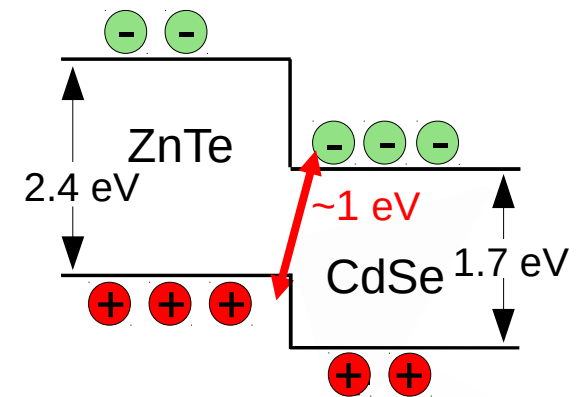 - - 
- - -
ZnTe
2.4 eV
~1 eV
1.7 eV
CdSe
+ + +
+ +